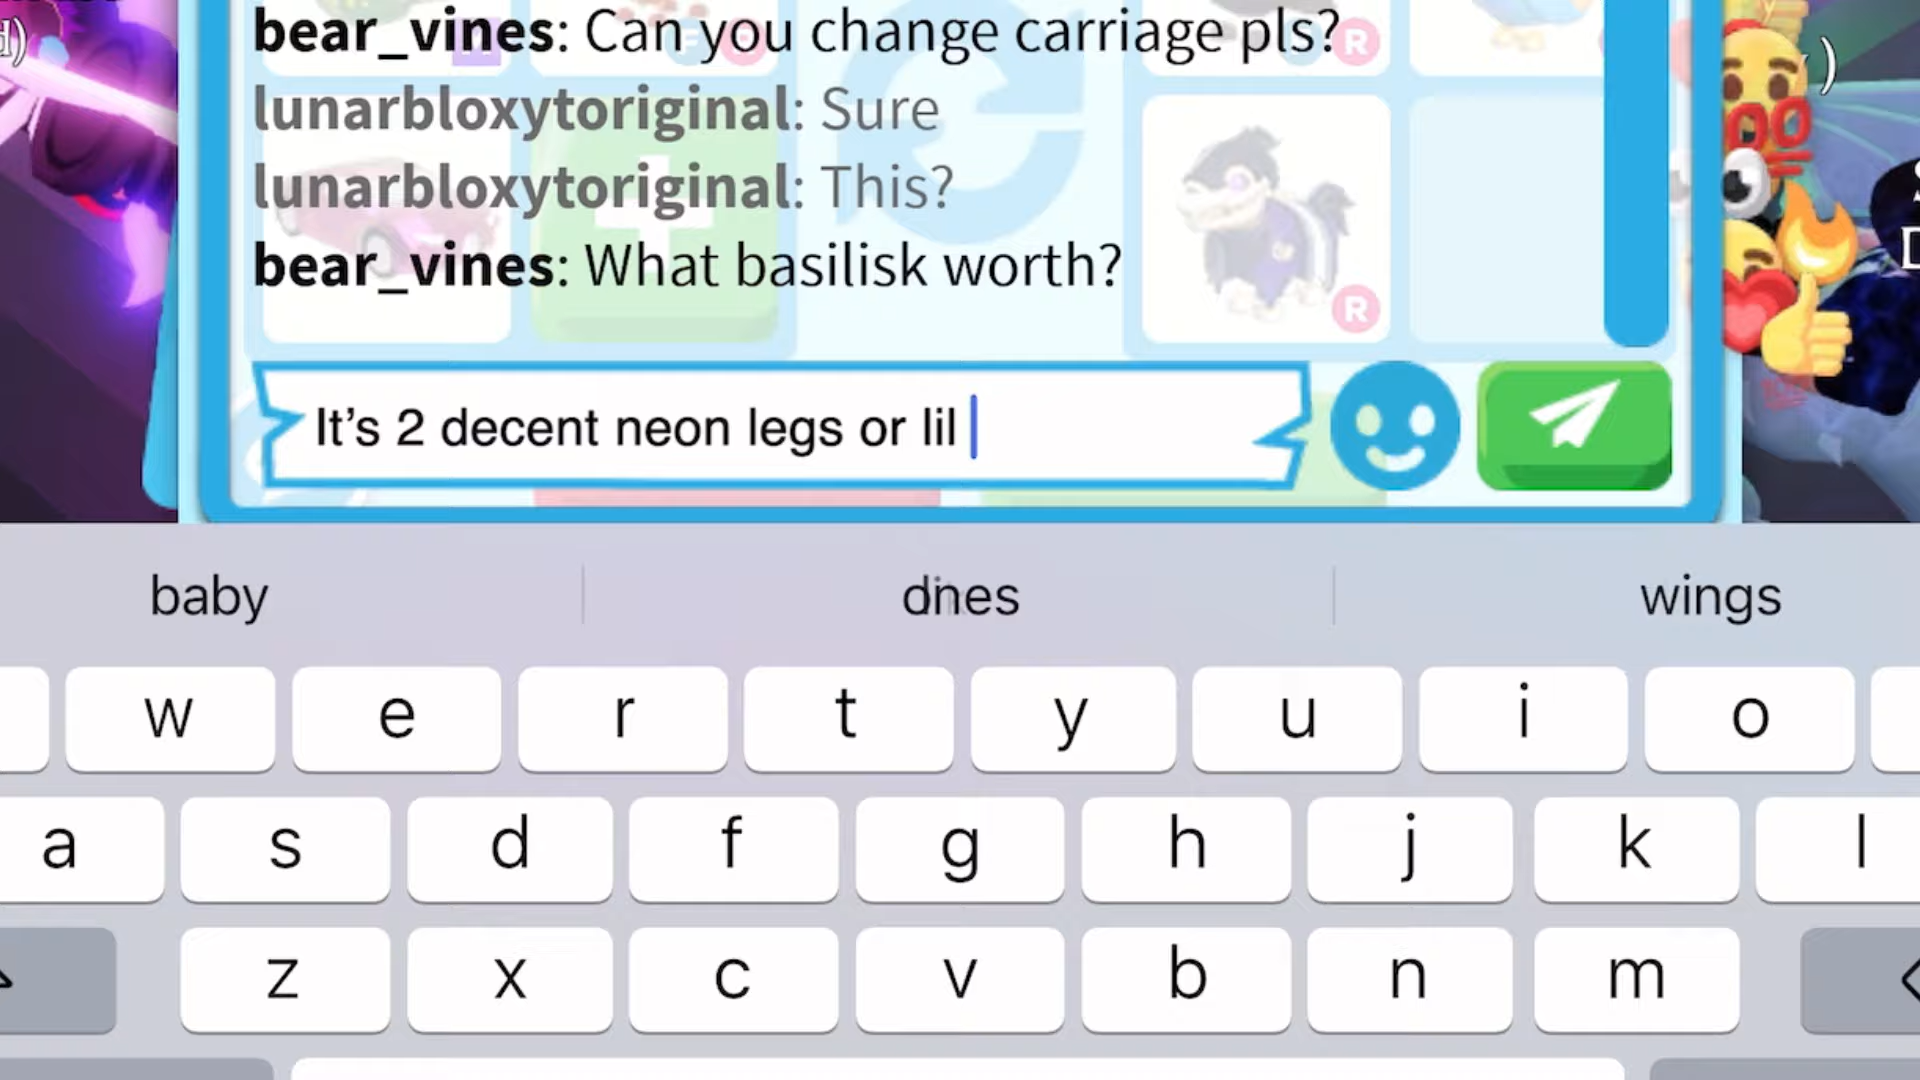 bear_vines: Can you change carriage pls?
R
lunarbloxytoriginal: Sure
lunarbloxytoriginal: This?
bear_vines: What basilisk worth?
R
It's 2 decent neon legs or lil
baby
wings
w e r t y u i o
a s d f g h j k l
z x c v b n m